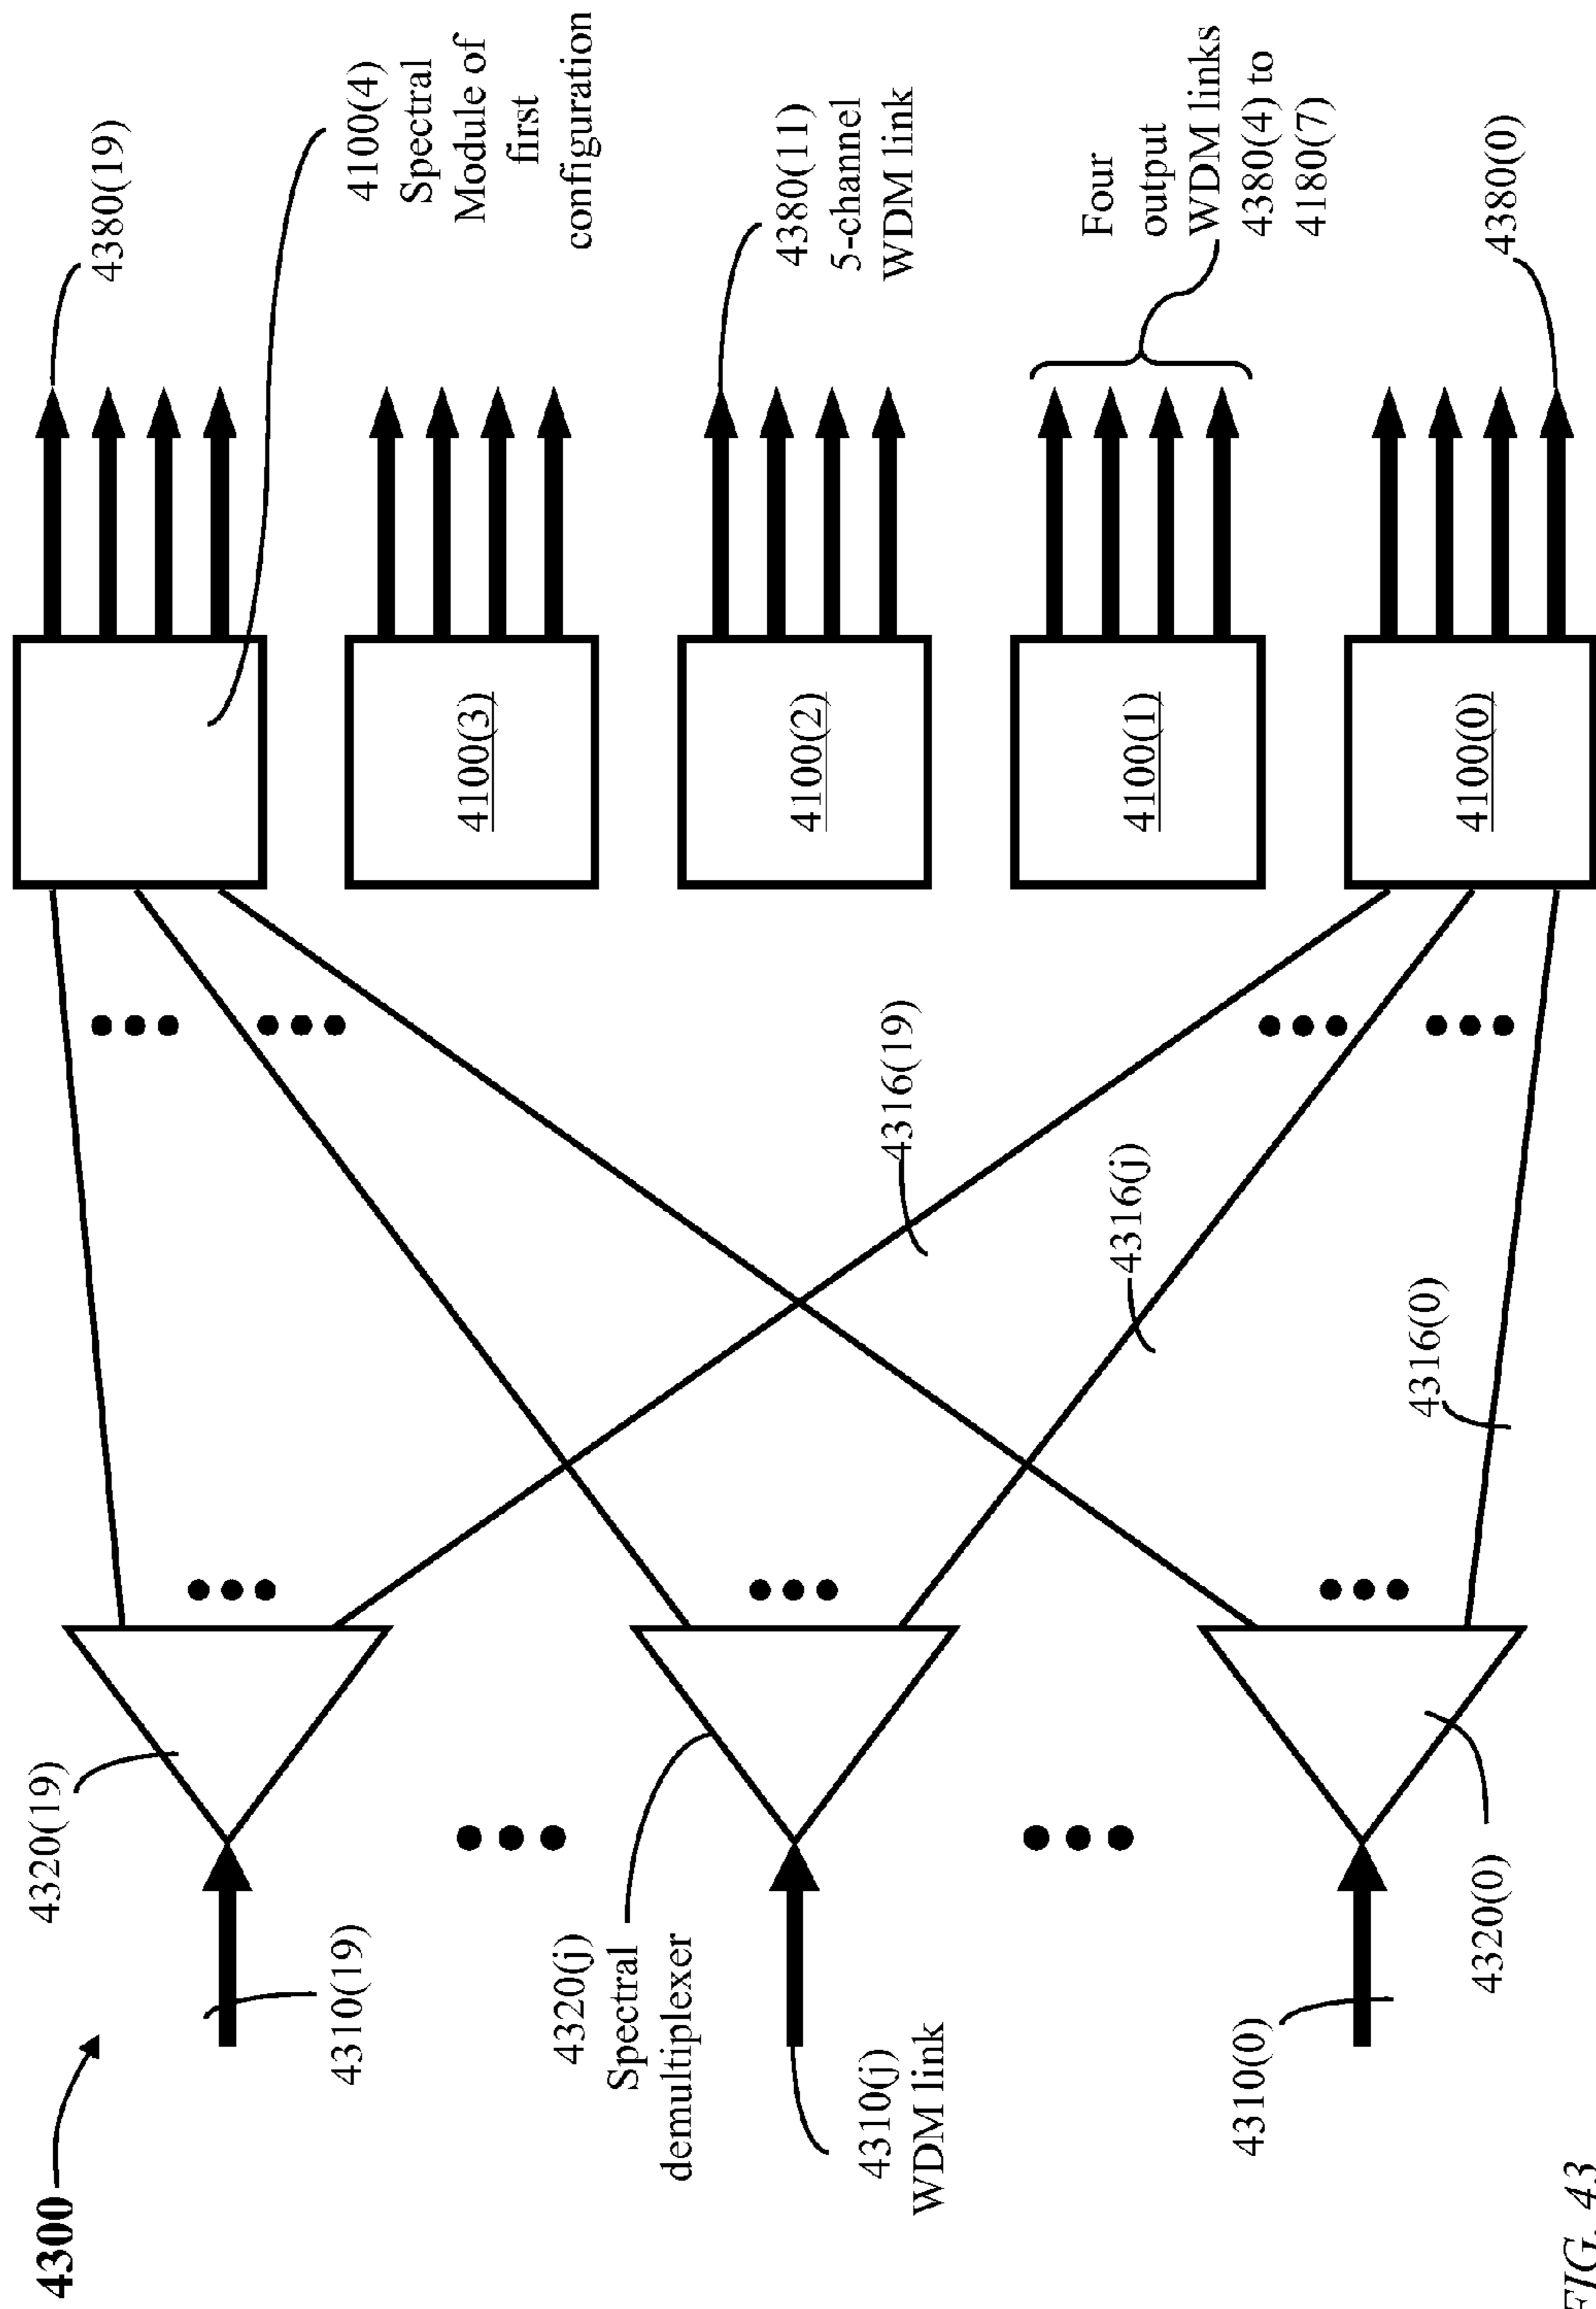 4300
4320(19)
4310(19)
4320(j)
Spectral
demultiplexer
4310(j)
WDM link
4310(0)
4320(0)
4316(19)
4316(j)
4316(0)
4100(3)
4100(2)
4100(1)
4100(0)
4380(19)
4100(4)
Spectral
Module of
first
configuration
4380(11)
5-channel
WDM link
Four
output
WDM links
4380(4) to
4180(7)
4380(0)
FIG. 43